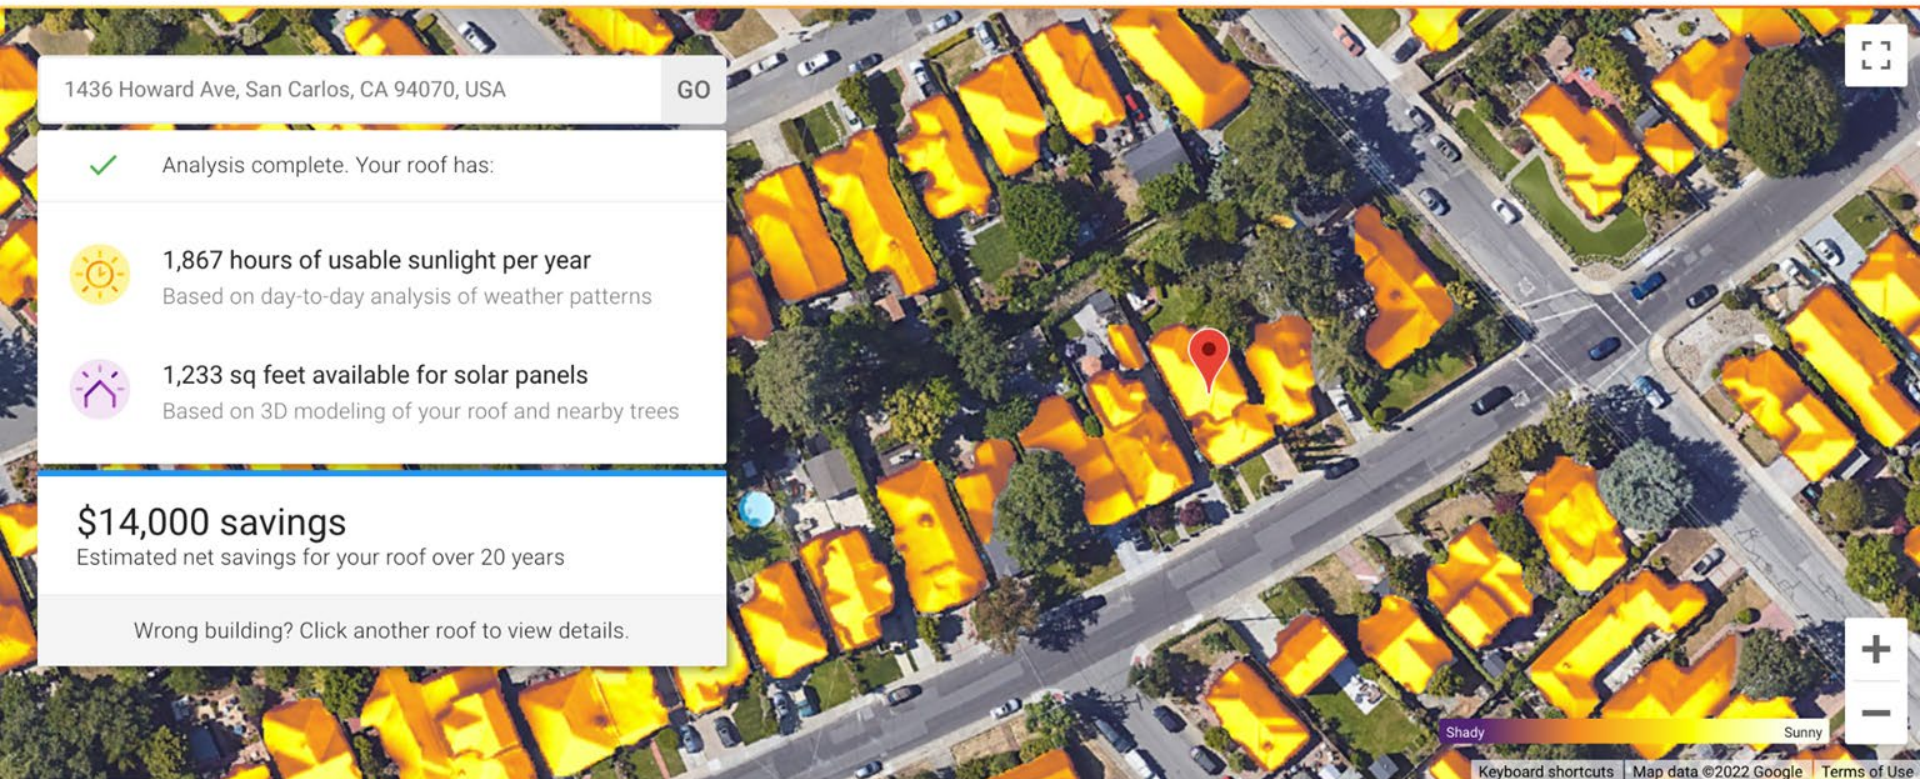 1436 Howard Ave, San Carlos, CA 94070, USA
GO
Analysis complete. Your roof has:
1,867 hours of usable sunlight per year
Based on day-to-day analysis of weather patterns
1,233 sq feet available for solar panels
Based on 3D modeling of your roof and nearby trees
$14,000 savings
Estimated net savings for your roof over 20 years
Wrong building? Click another roof to view details.
Shady
Sunny
Keyboard shortcuts
Map data ©2022 Google
Terms of Use